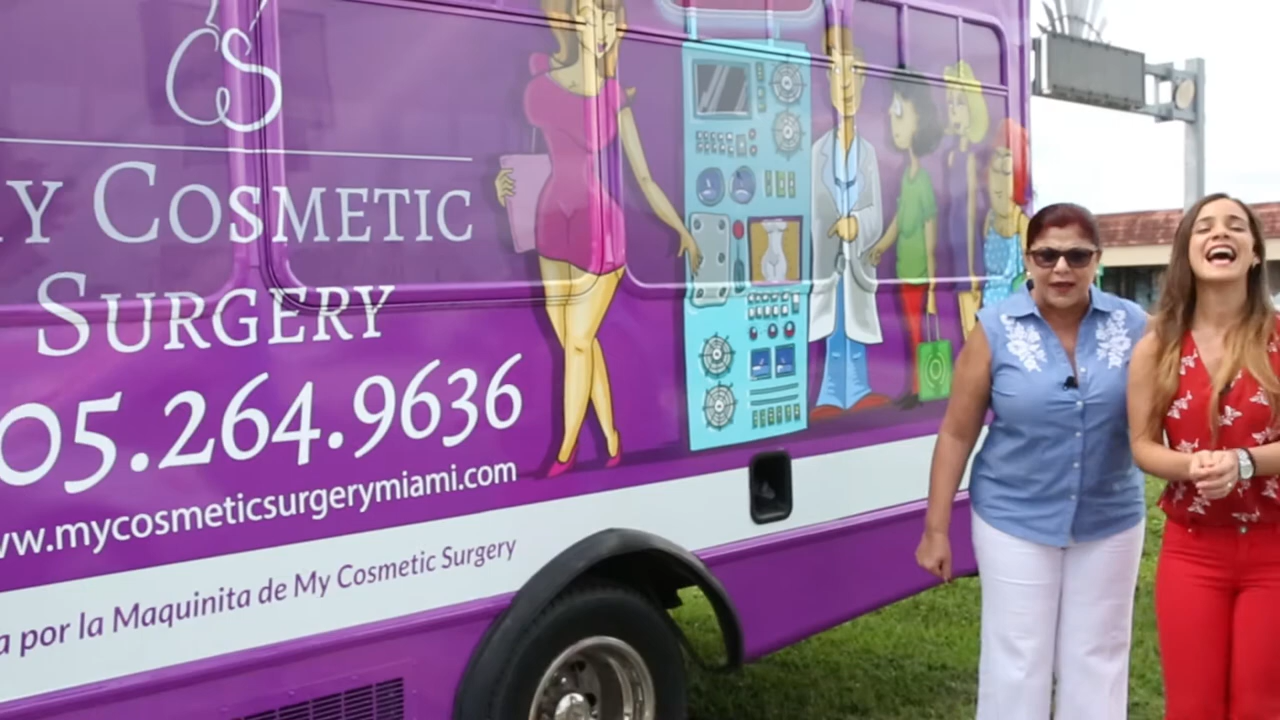 CS
Y COSMETIC
SURGERY
05.264.9636
www.mycosmeticsurgerymiami.com
a por la Maquinita de My Cosmetic Surgery